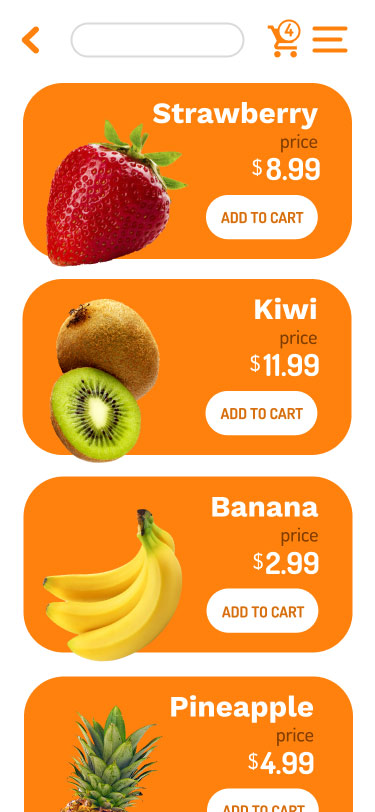 4
Strawberry
price
$8.99
ADD TO CART
Kiwi
price
$11.99
ADD TO CART
Banana
price
$2.99
ADD TO CART
Pineapple
price
$4.99
ADD TO CART